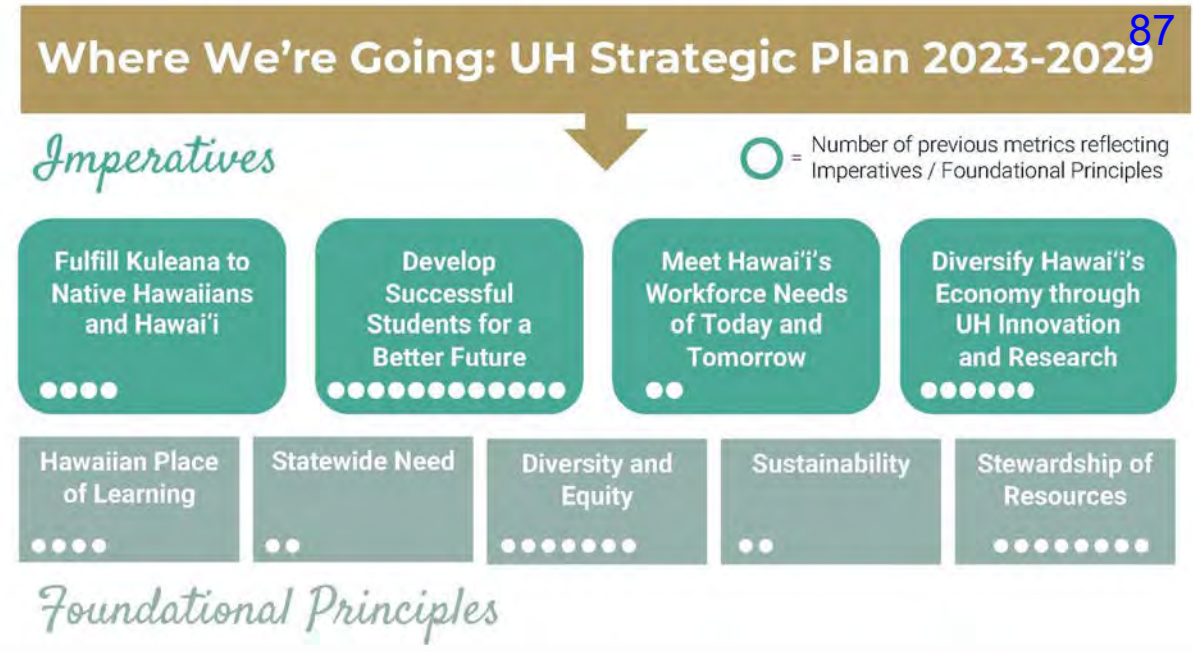 87
Where We're Going: UH Strategic Plan 2023-2029
Imperatives
= Number of previous metrics reflecting
Imperatives / Foundational Principles
Fulfill Kuleana to
Native Hawaiians
and Hawai'i
Develop
Successful
Students for a
Better Future
Meet Hawai'i's
Workforce Needs
of Today and
Tomorrow
Diversify Hawai'i's
Economy through
UH Innovation
and Research
Hawaiian Place
of Learning
Statewide Need
Diversity and
Equity
Sustainability
Stewardship of
Resources
Foundational Principles